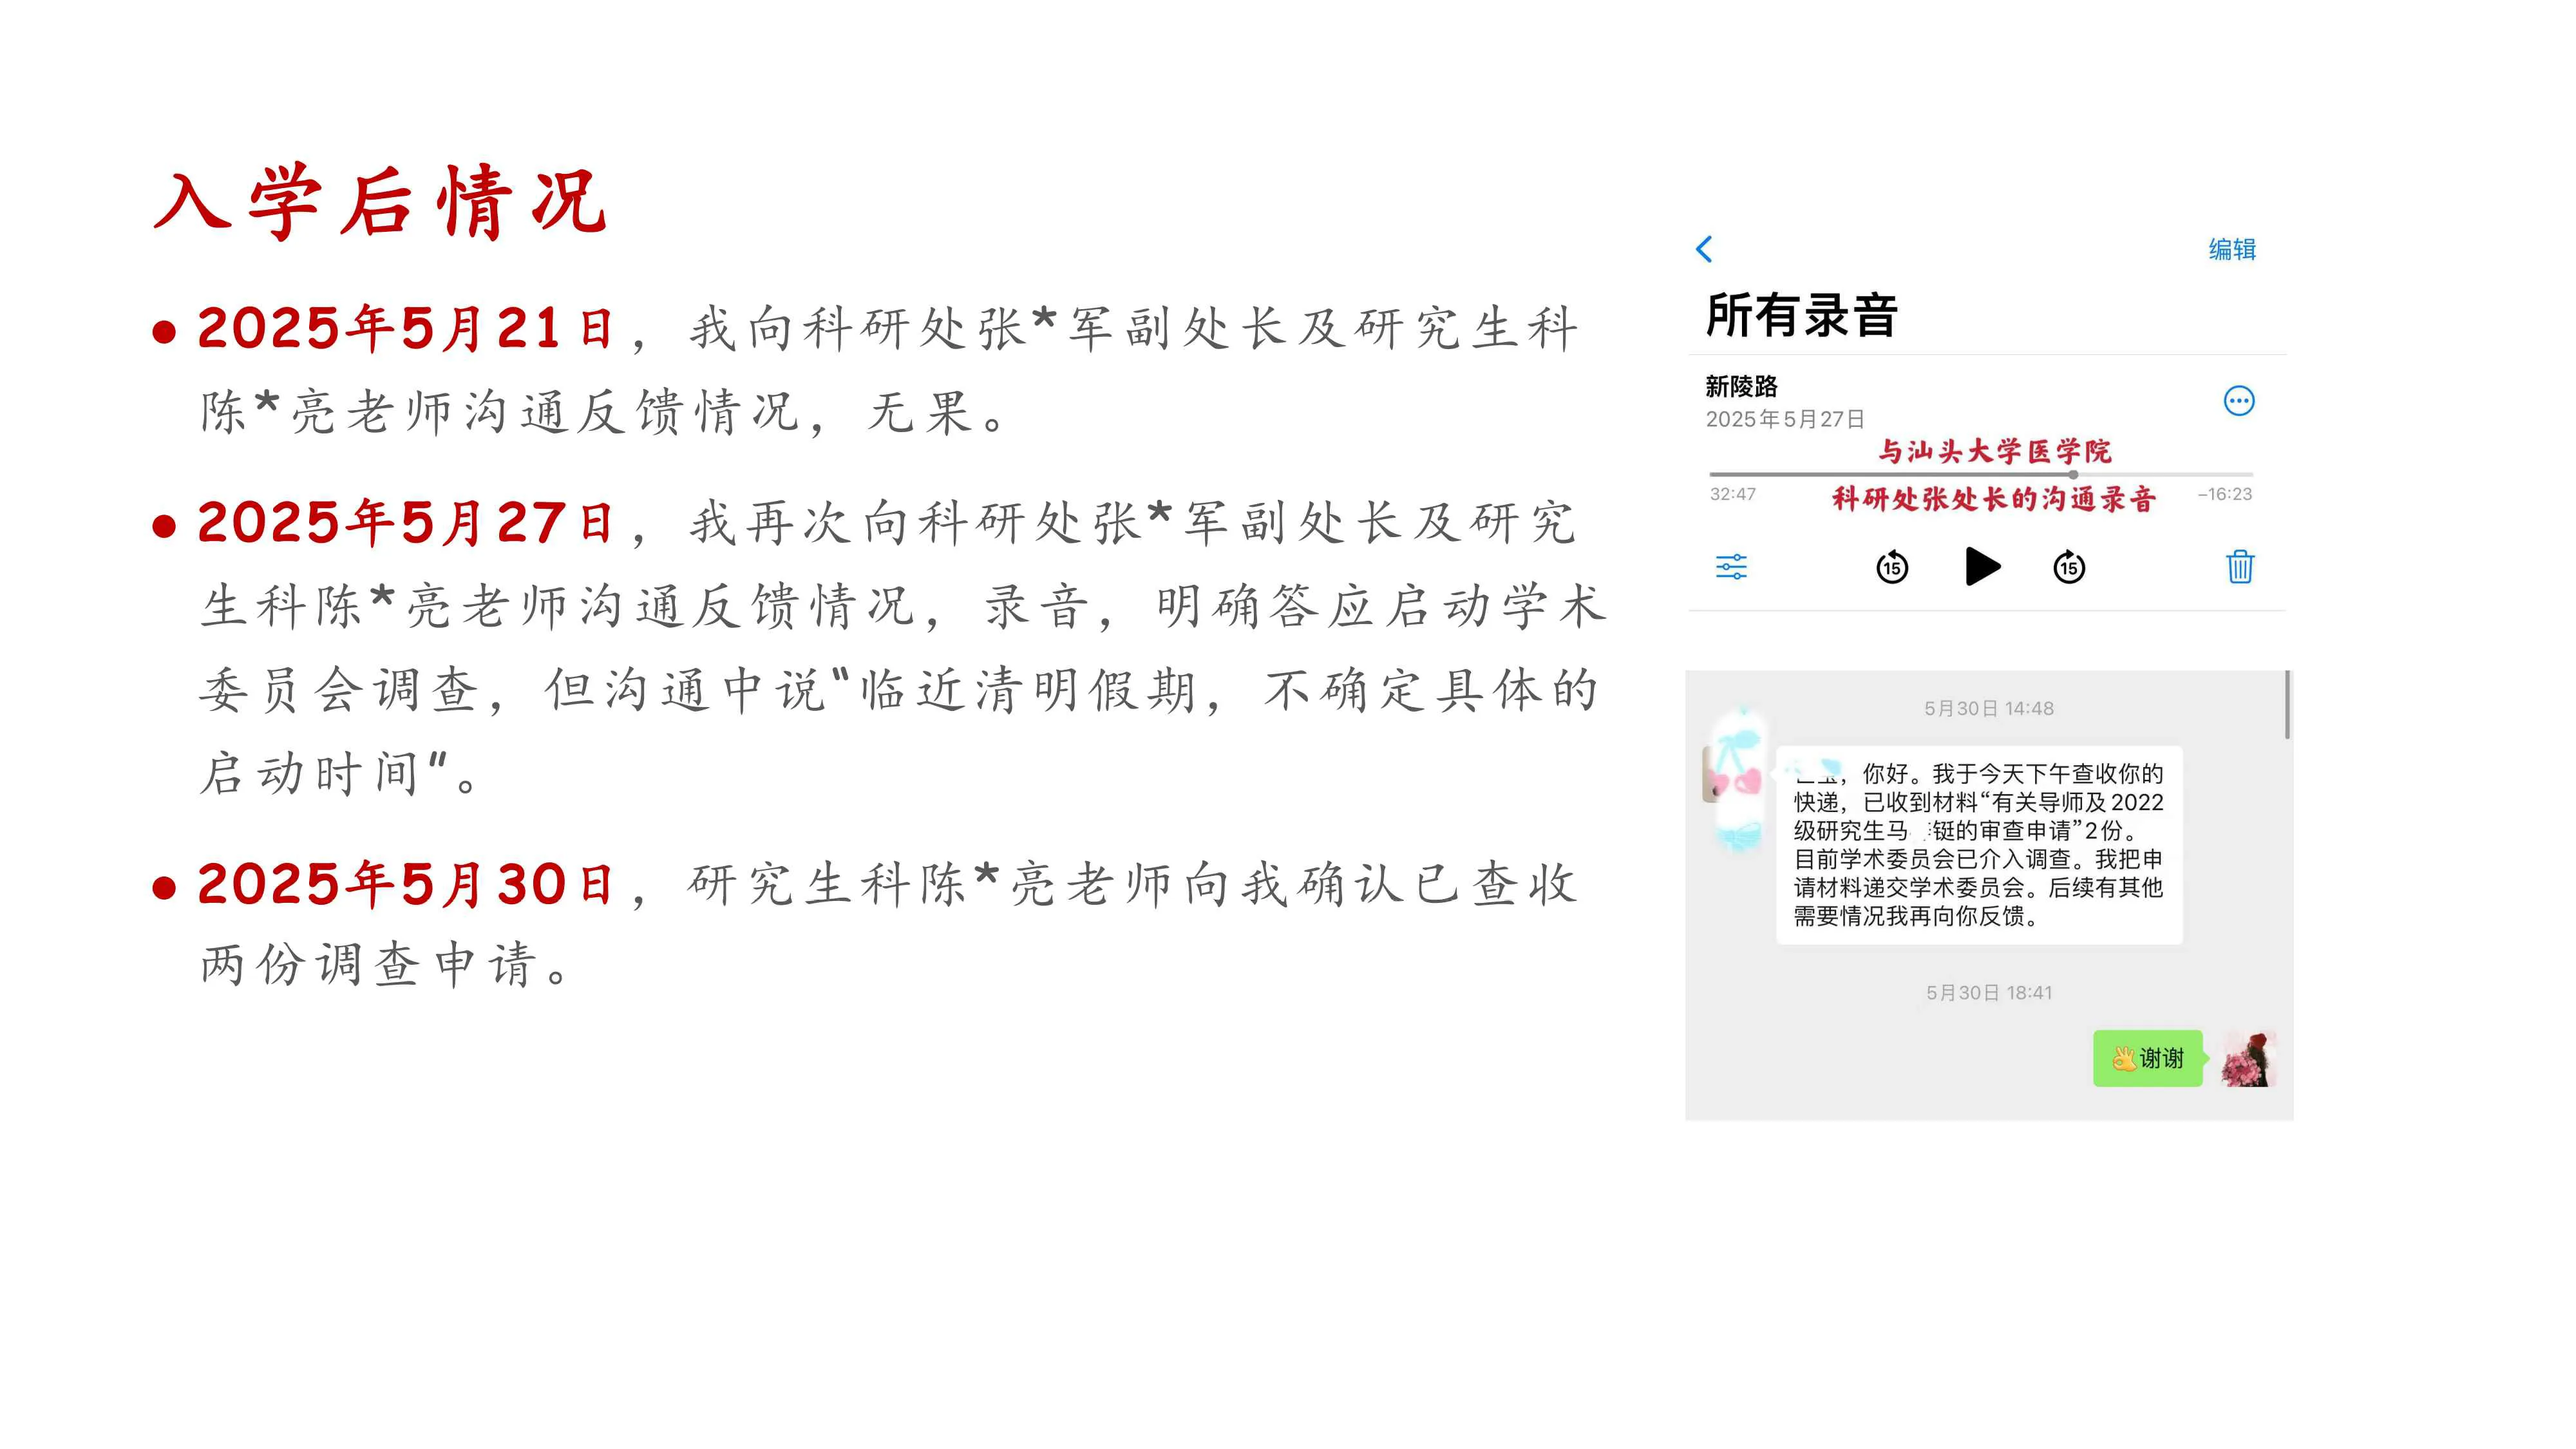 入学后情况
2025年5月21日，我向科研处张*军副处长及研究生科
陈*亮老师沟通反馈情况，无果。
2025年5月27日，我再次向科研处张*军副处长及研究
生科陈*亮老师沟通反馈情况，录音，明确答应启动学术
委员会调查，但沟通中说“临近清明假期，不确定具体的
启动时间”。
2025年5月30日，研究生科陈*亮老师向我确认已查收
两份调查申请。
编辑
所有录音
新陵路
2025年5月27日
与汕头大学医学院
32:47
科研处张处长的沟通录音
-16:23
15
15
5月30日 14:48
，你好。我于今天下午查收你的
快递，已收到材料“有关导师及2022
级研究生马 铤的审查申请”2份。
目前学术委员会已介入调查。我把申
请材料递交学术委员会。后续有其他
需要情况我再向你反馈。
5月30日 18:41
👌谢谢